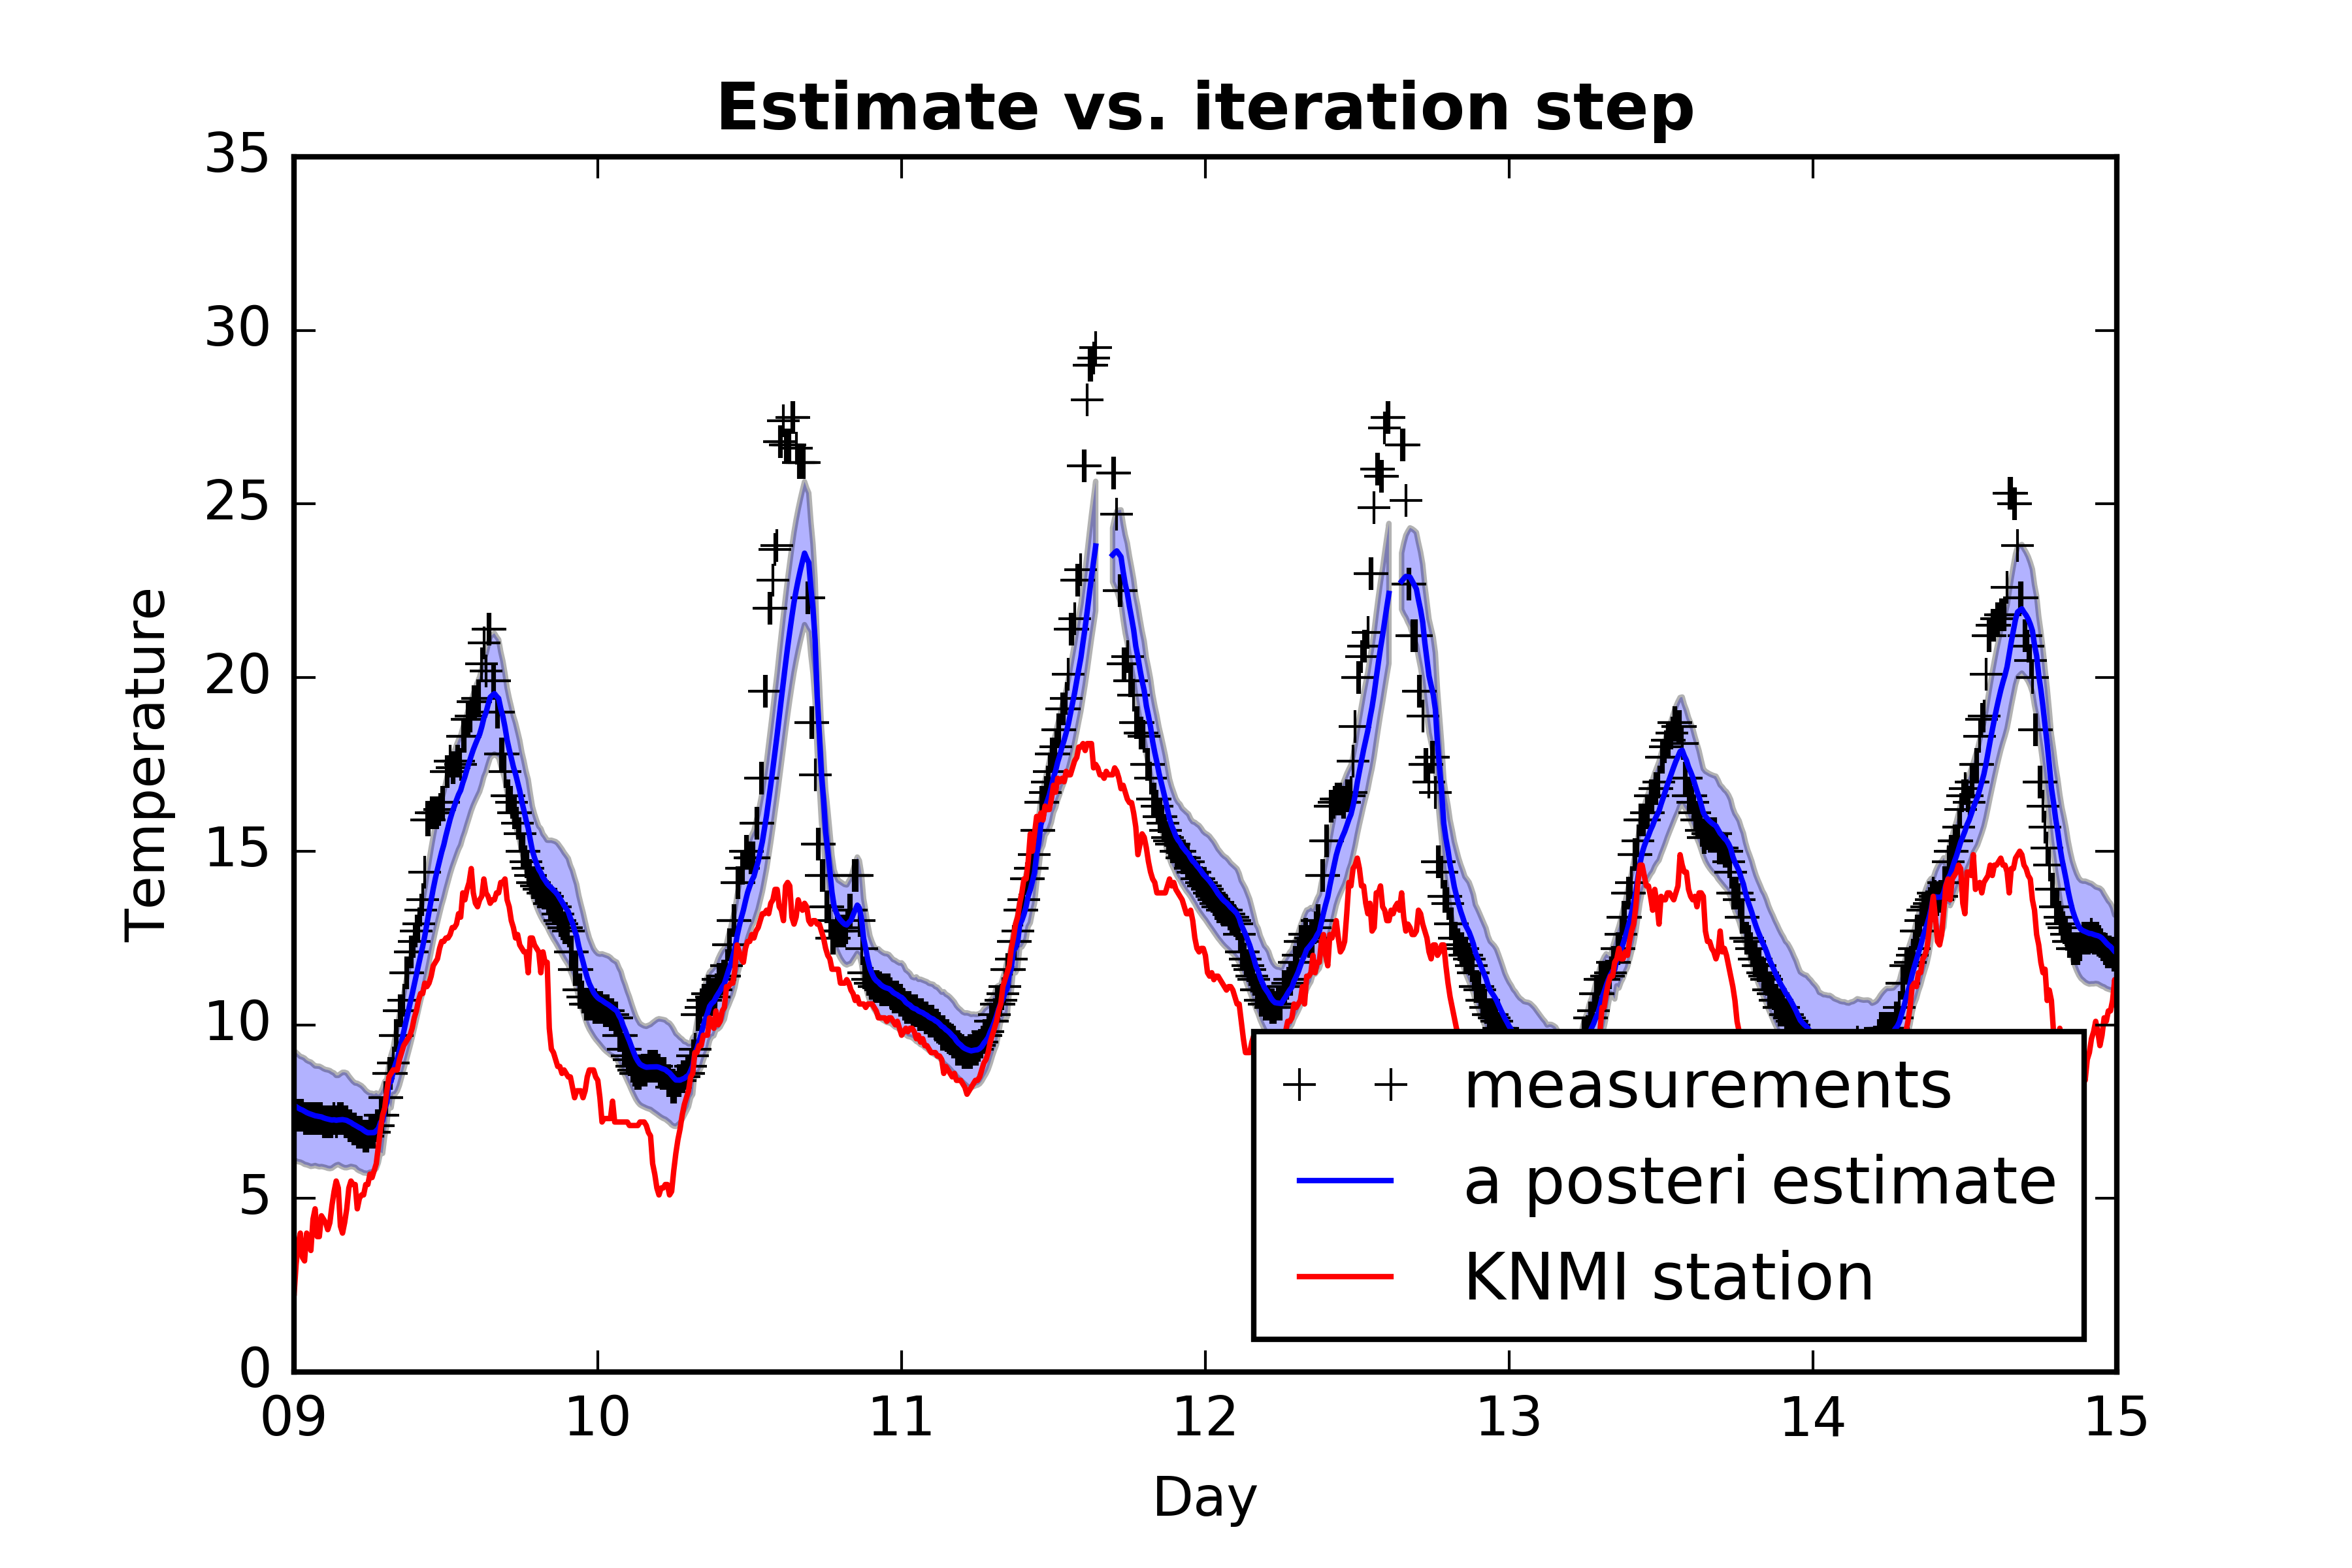 Estimate vs. iteration step
35
30
25
20
15
10
5
0
Temperature
09 10 11 12 13 14 15
Day
measurements
a posteri estimate
KNMI station